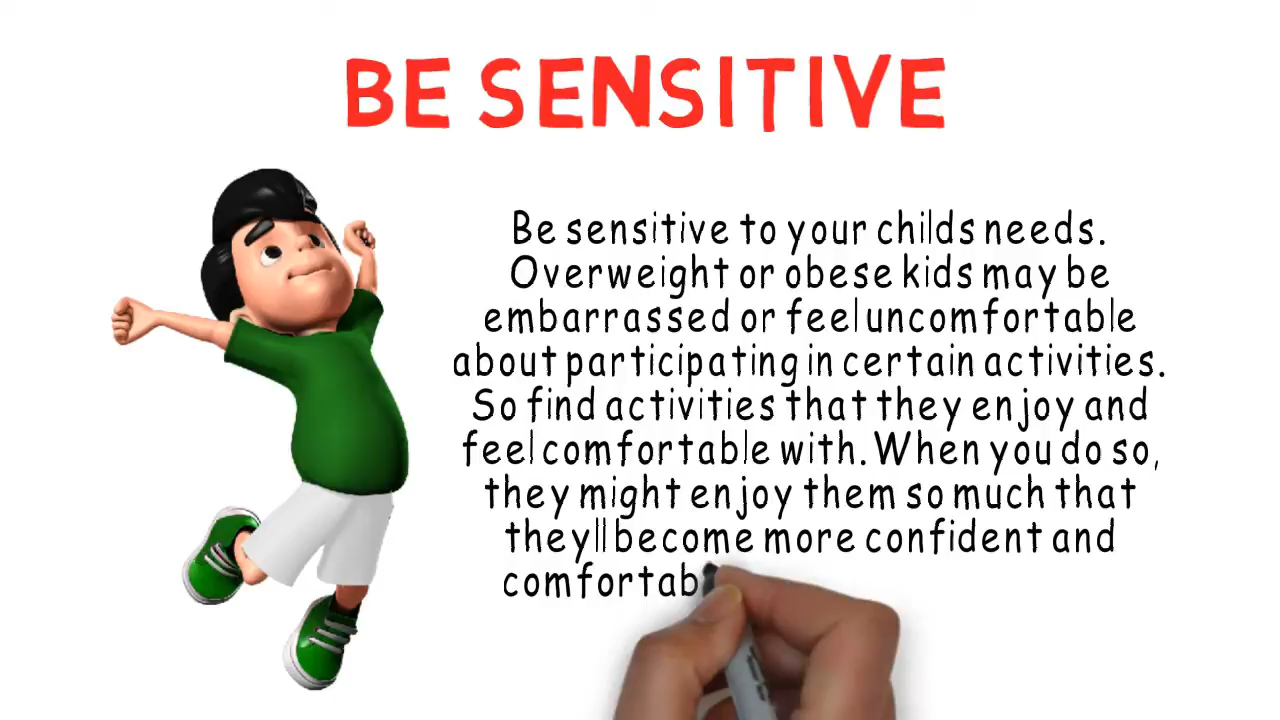 BE SENSITIVE
Be sensitive to your childs needs.
Overweight or obese kids may be
embarrassed or feel uncomfortable
about participating in certain activities.
So find activities that they enjoy and
feel comfortable with. When you do so,
they might enjoy them so much that
theyll become more confident and
comfortab